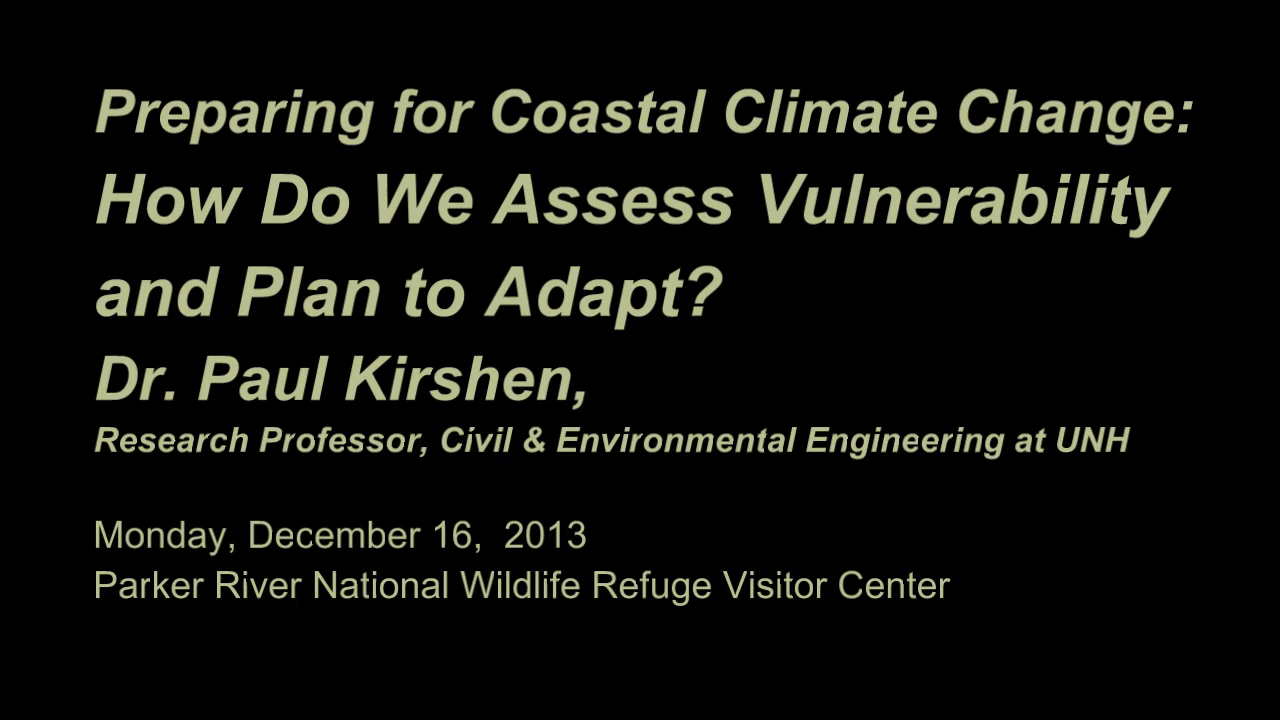 Preparing for Coastal Climate Change:
How Do We Assess Vulnerability
and Plan to Adapt?
Dr. Paul Kirshen,
Research Professor, Civil & Environmental Engineering at UNH
Monday, December 16,  2013
Parker River National Wildlife Refuge Visitor Center